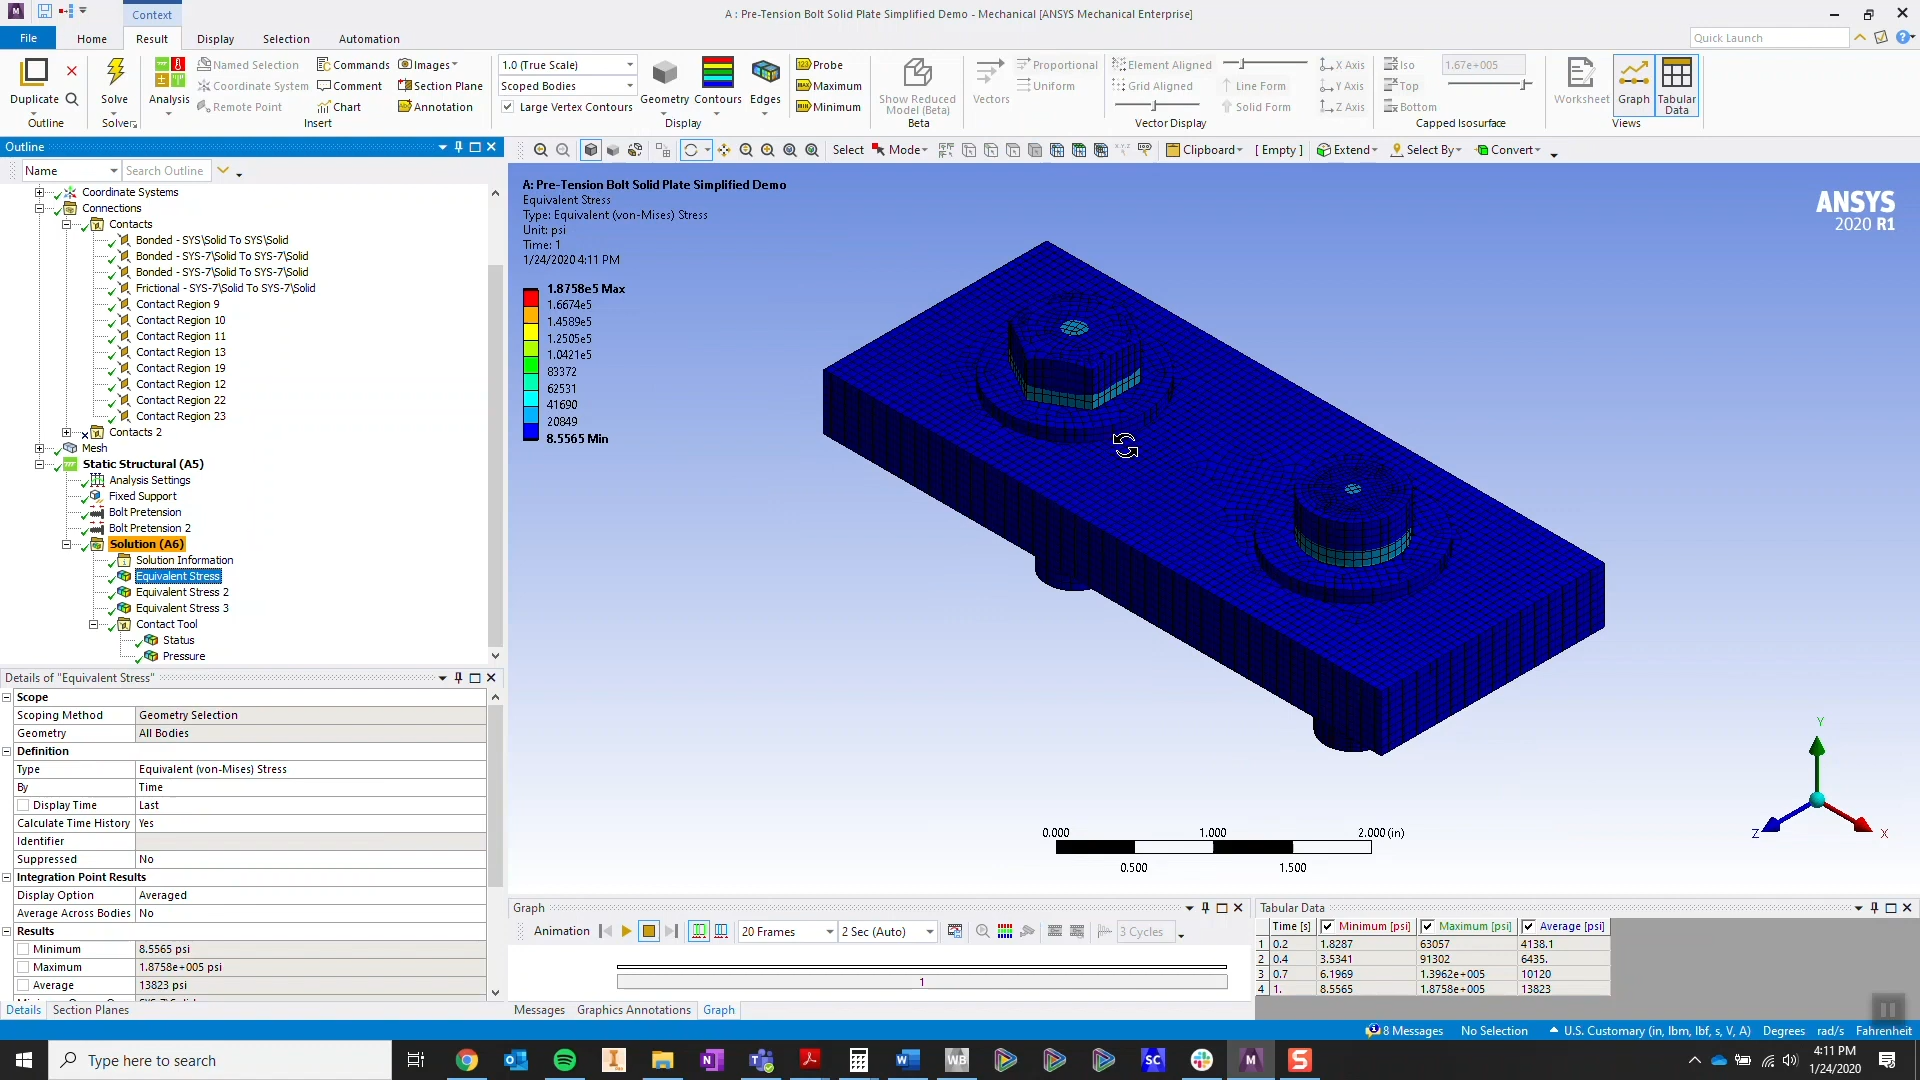 Context
A : Pre-Tension Bolt Solid Plate Simplified Demo - Mechanical [ANSYS Mechanical Enterprise]
File Home Result Display Selection Automation
Quick Launch
Duplicate
Outline
Solve
Solver
Analysis
Named Selection
Coordinate System
Remote Point
Commands
Comment
Chart
Images
Section Plane
Annotation
Insert
1.0 (True Scale)
Scoped Bodies
Large Vertex Contours
Geometry
Contours
Edges
Display
Probe
Maximum
Minimum
Show Reduced
Model (Beta)
Beta
Vectors
Proportional
Uniform
Element Aligned
Grid Aligned
Line Form
Solid Form
X Axis
Y Axis
Z Axis
Vector Display
Iso
Top
Bottom
1.67e+005
Capped Isosurface
Worksheet
Graph
Tabular
Data
Views
Outline
Name
Search Outline
Select Mode Clipboard [ Empty ] Extend Select By Convert
Coordinate Systems
Connections
Contacts
Bonded - SYS\Solid To SYS\Solid
Bonded - SYS-7\Solid To SYS-7\Solid
Bonded - SYS-7\Solid To SYS-7\Solid
Frictional - SYS-7\Solid To SYS-7\Solid
Contact Region 9
Contact Region 10
Contact Region 11
Contact Region 13
Contact Region 19
Contact Region 12
Contact Region 22
Contact Region 23
Contacts 2
Mesh
Static Structural (A5)
Analysis Settings
Fixed Support
Bolt Pretension
Bolt Pretension 2
Solution (A6)
Solution Information
Equivalent Stress
Equivalent Stress 2
Equivalent Stress 3
Contact Tool
Status
Pressure
Details of "Equivalent Stress"
Scope
Scoping Method Geometry Selection
Geometry All Bodies
Definition
Type Equivalent (von-Mises) Stress
By Time
Display Time Last
Calculate Time History Yes
Identifier
Suppressed No
Integration Point Results
Display Option Averaged
Average Across Bodies No
Results
Minimum 8.5565 psi
Maximum 1.8758e+005 psi
Average 13823 psi
Details Section Planes
A: Pre-Tension Bolt Solid Plate Simplified Demo
Equivalent Stress
Type: Equivalent (von-Mises) Stress
Unit: psi
Time: 1
1/24/2020 4:11 PM
1.8758e5 Max
1.6674e5
1.4589e5
1.2505e5
1.0421e5
83372
62531
41690
20849
8.5565 Min
ANSYS
2020 R1
Y
Z
X
0.000 1.000 2.000 (in)
0.500 1.500
Graph
Animation 20 Frames 2 Sec (Auto) 3 Cycles
1
Messages Graphics Annotations Graph
Tabular Data
Time [s] Minimum [psi] Maximum [psi] Average [psi]
1 0.2 1.8287 63057 4138.1
2 0.4 3.5341 91302 6435.
3 0.7 6.1969 1.3962e+005 10120
4 1. 8.5565 1.8758e+005 13823
8 Messages No Selection U.S. Customary (in, lbm, lbf, s, V, A) Degrees rad/s Fahrenheit
Type here to search
4:11 PM
1/24/2020